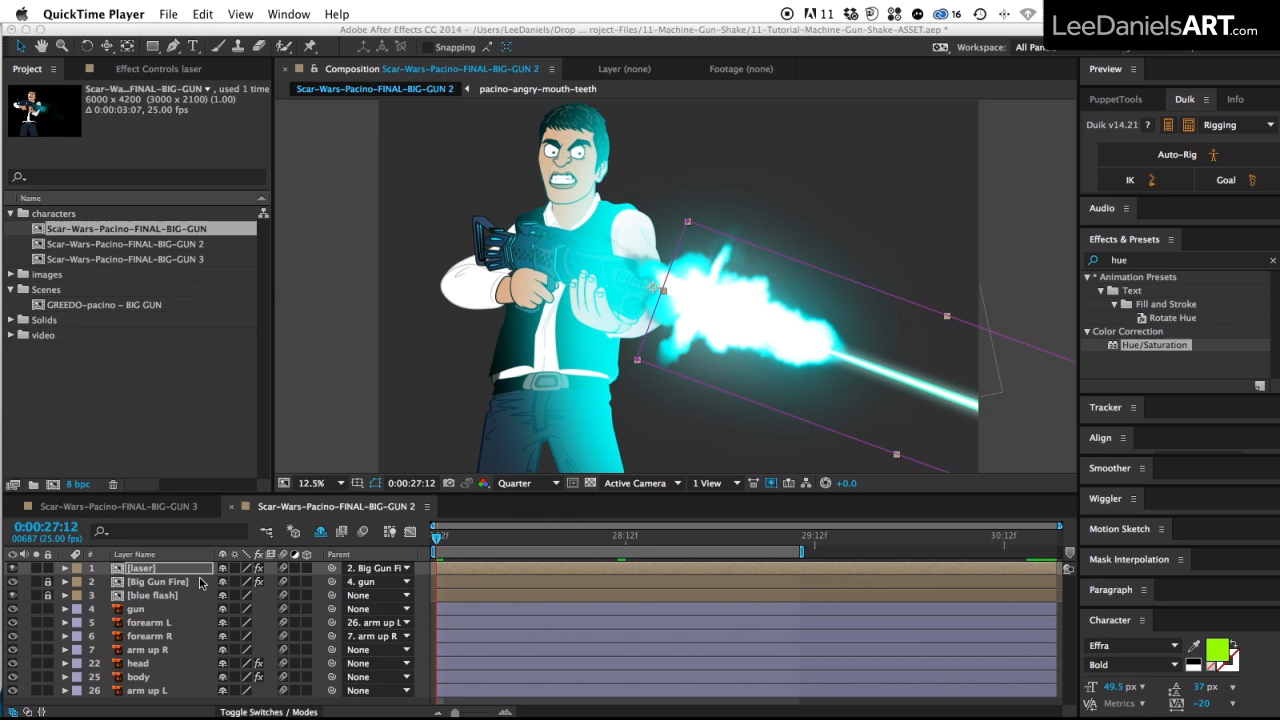 QuickTime Player File Edit View Window Help
11
16
LeeDanielsART.com
Adobe After Effects CC 2014 - /Users/LeeDaniels/Drop ... roject-Files/11-Machine-Gun-Shake/11-Tutorial-Machine-Gun-Shake-ASSET.aep *
Snapping
Workspace: All Pan
Project
Effect Controls laser
Composition Scar-Wars-Pacino-FINAL-BIG-GUN 2
Layer (none)
Footage (none)
Scar-Wars-Pacino-FINAL-BIG-GUN 2
pacino-angry-mouth-teeth
Scar-Wa...FINAL-BIG-GUN , used 1 time
6000 x 4200 (3000 x 2100) (1.00)
Δ 0:00:03:07, 25.00 fps
Name
characters
Scar-Wars-Pacino-FINAL-BIG-GUN
Scar-Wars-Pacino-FINAL-BIG-GUN 2
Scar-Wars-Pacino-FINAL-BIG-GUN 3
images
Scenes
GREEDO-pacino - BIG GUN
Solids
video
8 bpc
12.5%
0:00:27:12
Quarter
Active Camera
1 View
+0.0
Preview
PuppetTools
Duik
Info
Duik v14.21
?
Rigging
Auto-Rig
IK
Goal
Audio
Effects & Presets
hue
* Animation Presets
Text
Fill and Stroke
Rotate Hue
Color Correction
Hue/Saturation
Tracker
Align
Smoother
Wiggler
Motion Sketch
Mask Interpolation
Paragraph
Character
Effra
Bold
49.5 px
37 px
Metrics
-20
Scar-Wars-Pacino-FINAL-BIG-GUN 3
Scar-Wars-Pacino-FINAL-BIG-GUN 2
0:00:27:12
00687 (25.00 fps)
28:12f
29:12f
30:12f
# Layer Name
Parent
1 [laser] 2. Big Gun Fi
2 [Big Gun Fire] 4. gun
3 [blue flash] None
4 gun None
5 forearm L 26. arm up L
6 forearm R 7. arm up R
7 arm up R None
22 head None
25 body None
26 arm up L None
Toggle Switches / Modes